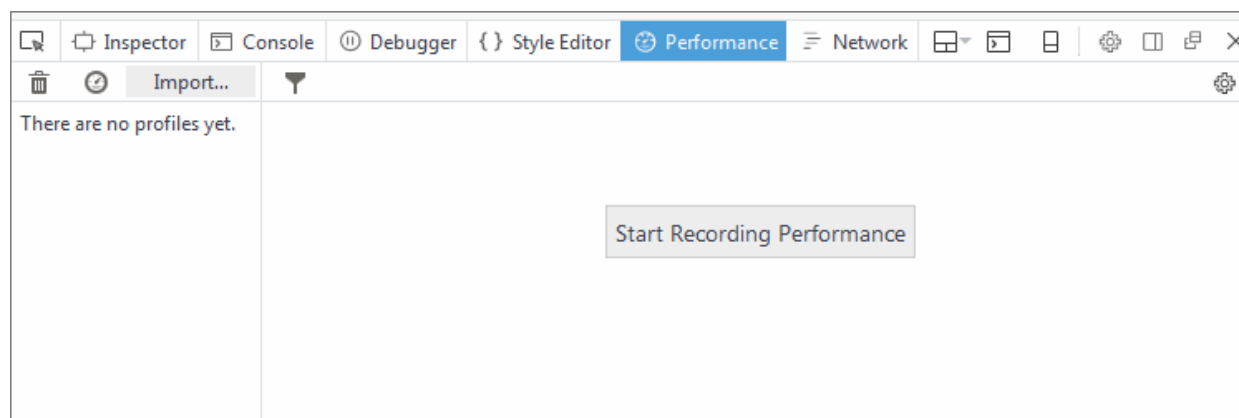 Inspector Console Debugger { } Style Editor Performance Network
Import...
There are no profiles yet.
Start Recording Performance